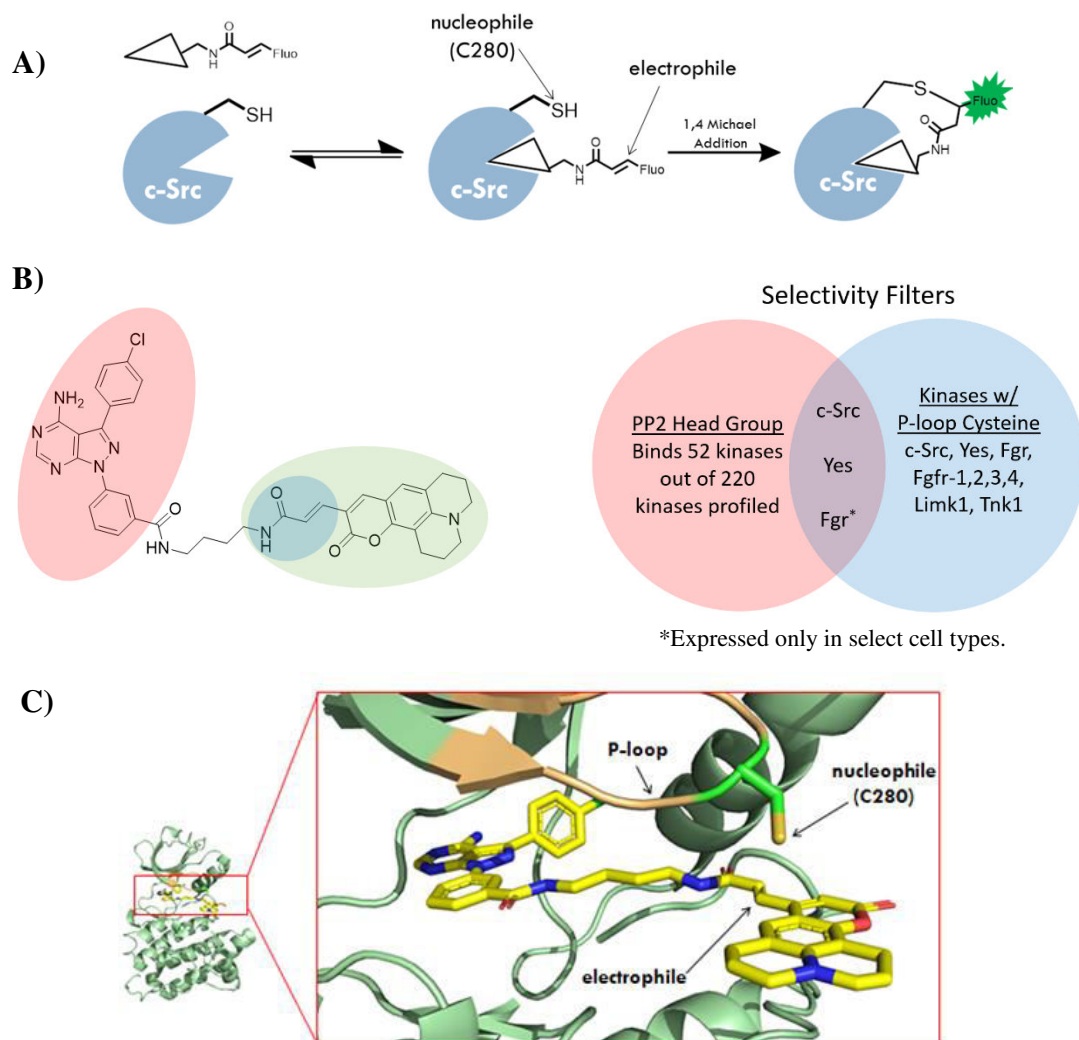 A)
O
N
H
Fluo
SH
c-Src
nucleophile
(C280)
SH
electrophile
O
N
H
Fluo
c-Src
1,4 Michael
Addition
S
Fluo
O
NH
c-Src
B)
Cl
NH2
N
N
N
N
O
NH
O
N
H
O
O
N
Selectivity Filters
PP2 Head Group
Binds 52 kinases
out of 220
kinases profiled
c-Src
Yes
Fgr*
Kinases w/
P-loop Cysteine
c-Src, Yes, Fgr,
Fgfr-1,2,3,4,
Limk1, Tnk1
*Expressed only in select cell types.
C)
P-loop
nucleophile
(C280)
electrophile